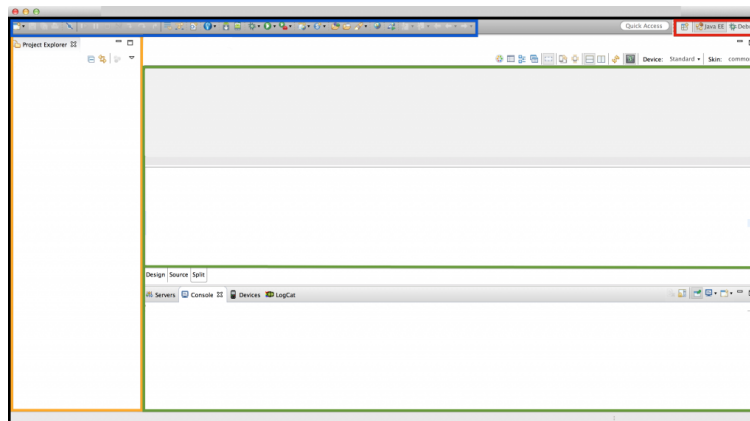 Quick Access
Java EE
Project Explorer
Device: Standard
Skin:
Design Source Split
Servers Console Devices LogCat